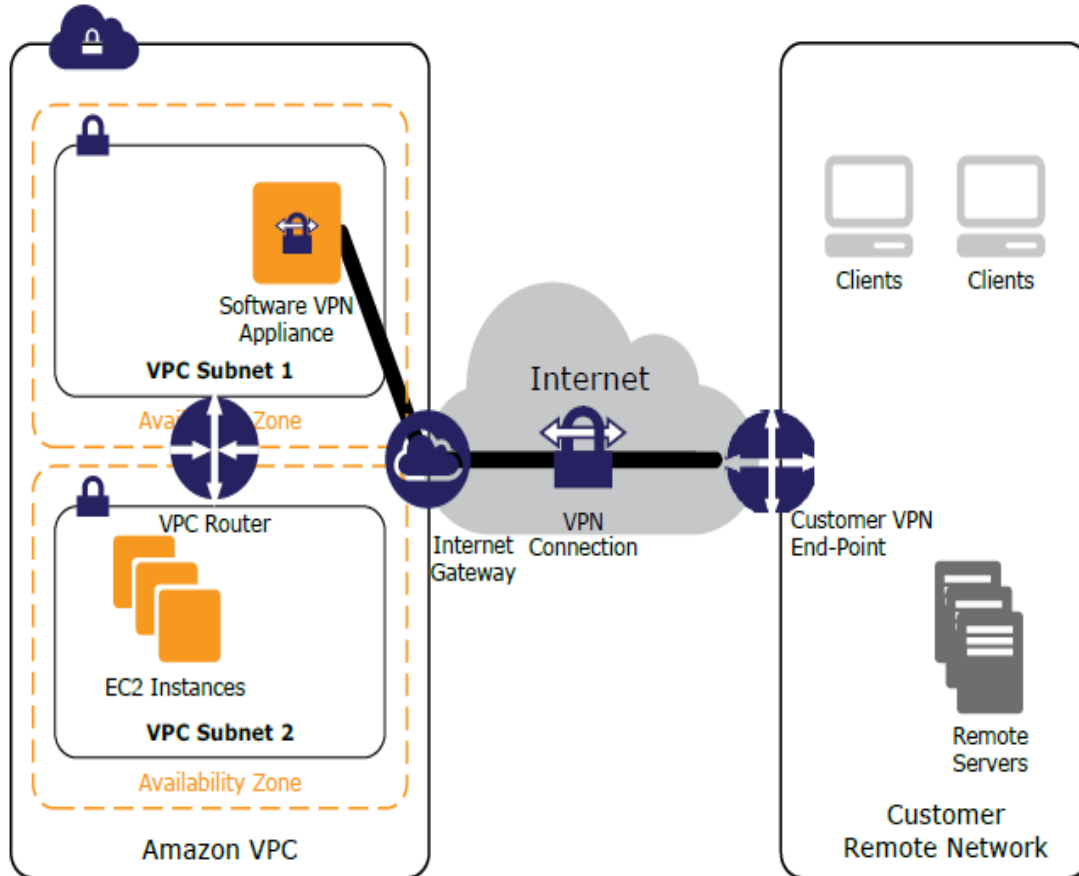 Software VPN
Appliance
VPC Subnet 1
Availability Zone
VPC Router
EC2 Instances
VPC Subnet 2
Availability Zone
Amazon VPC
Internet
VPN
Connection
Internet
Gateway
Customer VPN
End-Point
Clients
Clients
Remote
Servers
Customer
Remote Network